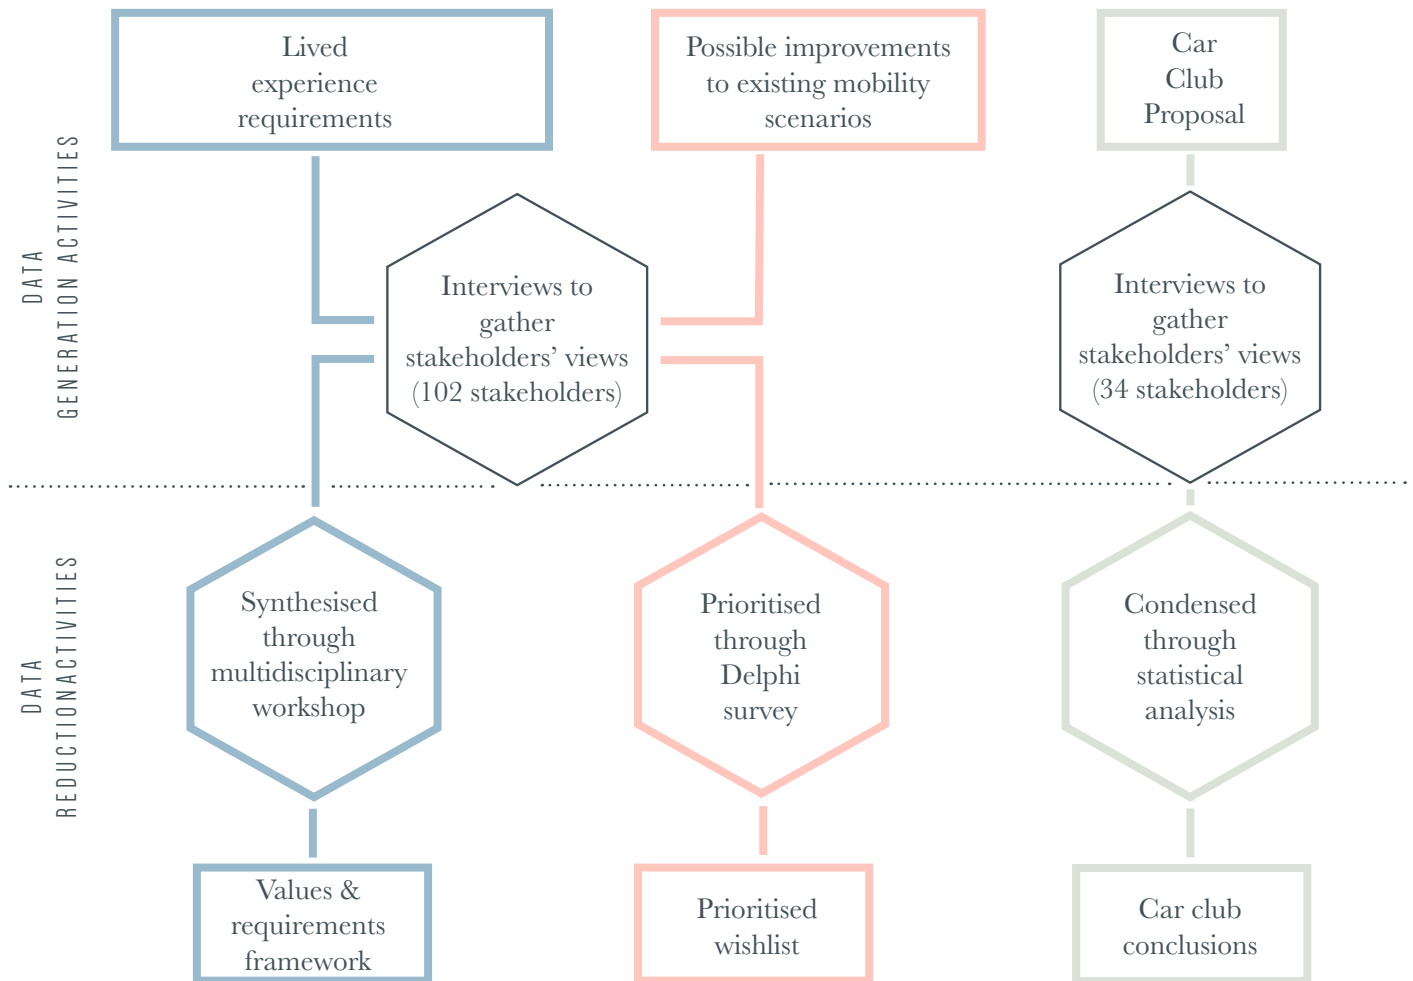 Lived
experience
requirements
Possible improvements
to existing mobility
scenarios
Car
Club
Proposal
DATA
GENERATION ACTIVITIES
Interviews to
gather
stakeholders’ views
(102 stakeholders)
Interviews to
gather
stakeholders’ views
(34 stakeholders)
DATA
REDUCTIONACTIVITIES
Synthesised
through
multidisciplinary
workshop
Prioritised
through
Delphi
survey
Condensed
through
statistical
analysis
Values &
requirements
framework
Prioritised
wishlist
Car club
conclusions